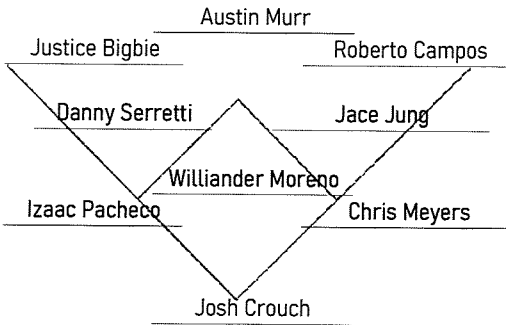 Austin Murr
Justice Bigbie
Roberto Campos
Danny Serretti
Jace Jung
Williander Moreno
Izaac Pacheco
Chris Meyers
Josh Crouch